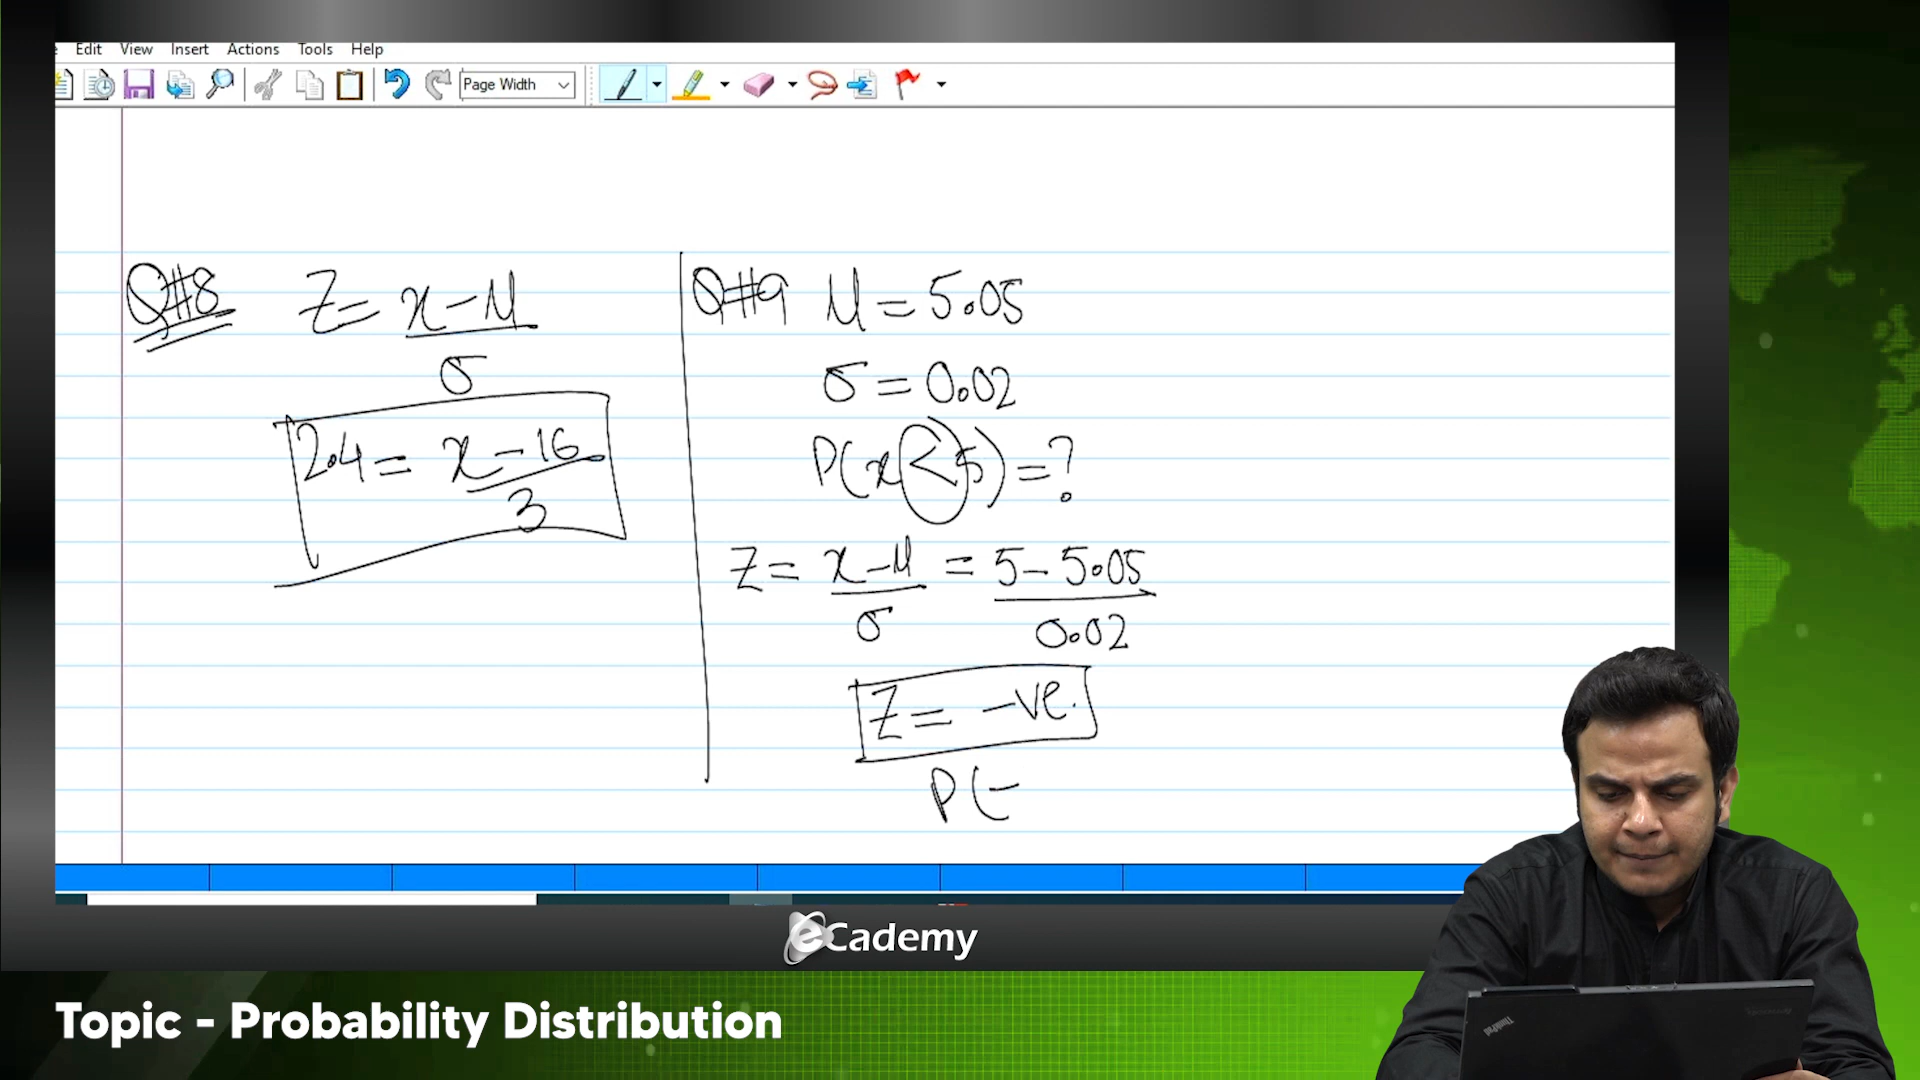 Edit View Insert Actions Tools Help
Page Width
Q#8 Z = x - M
σ
2.4 = x - 16
3
Q#9 M = 5.05
σ = 0.02
P(x < 5) = ?
Z = x - M = 5 - 5.05
σ 0.02
Z = -ve.
P(-
eCademy
Topic - Probability Distribution
ThinkPad